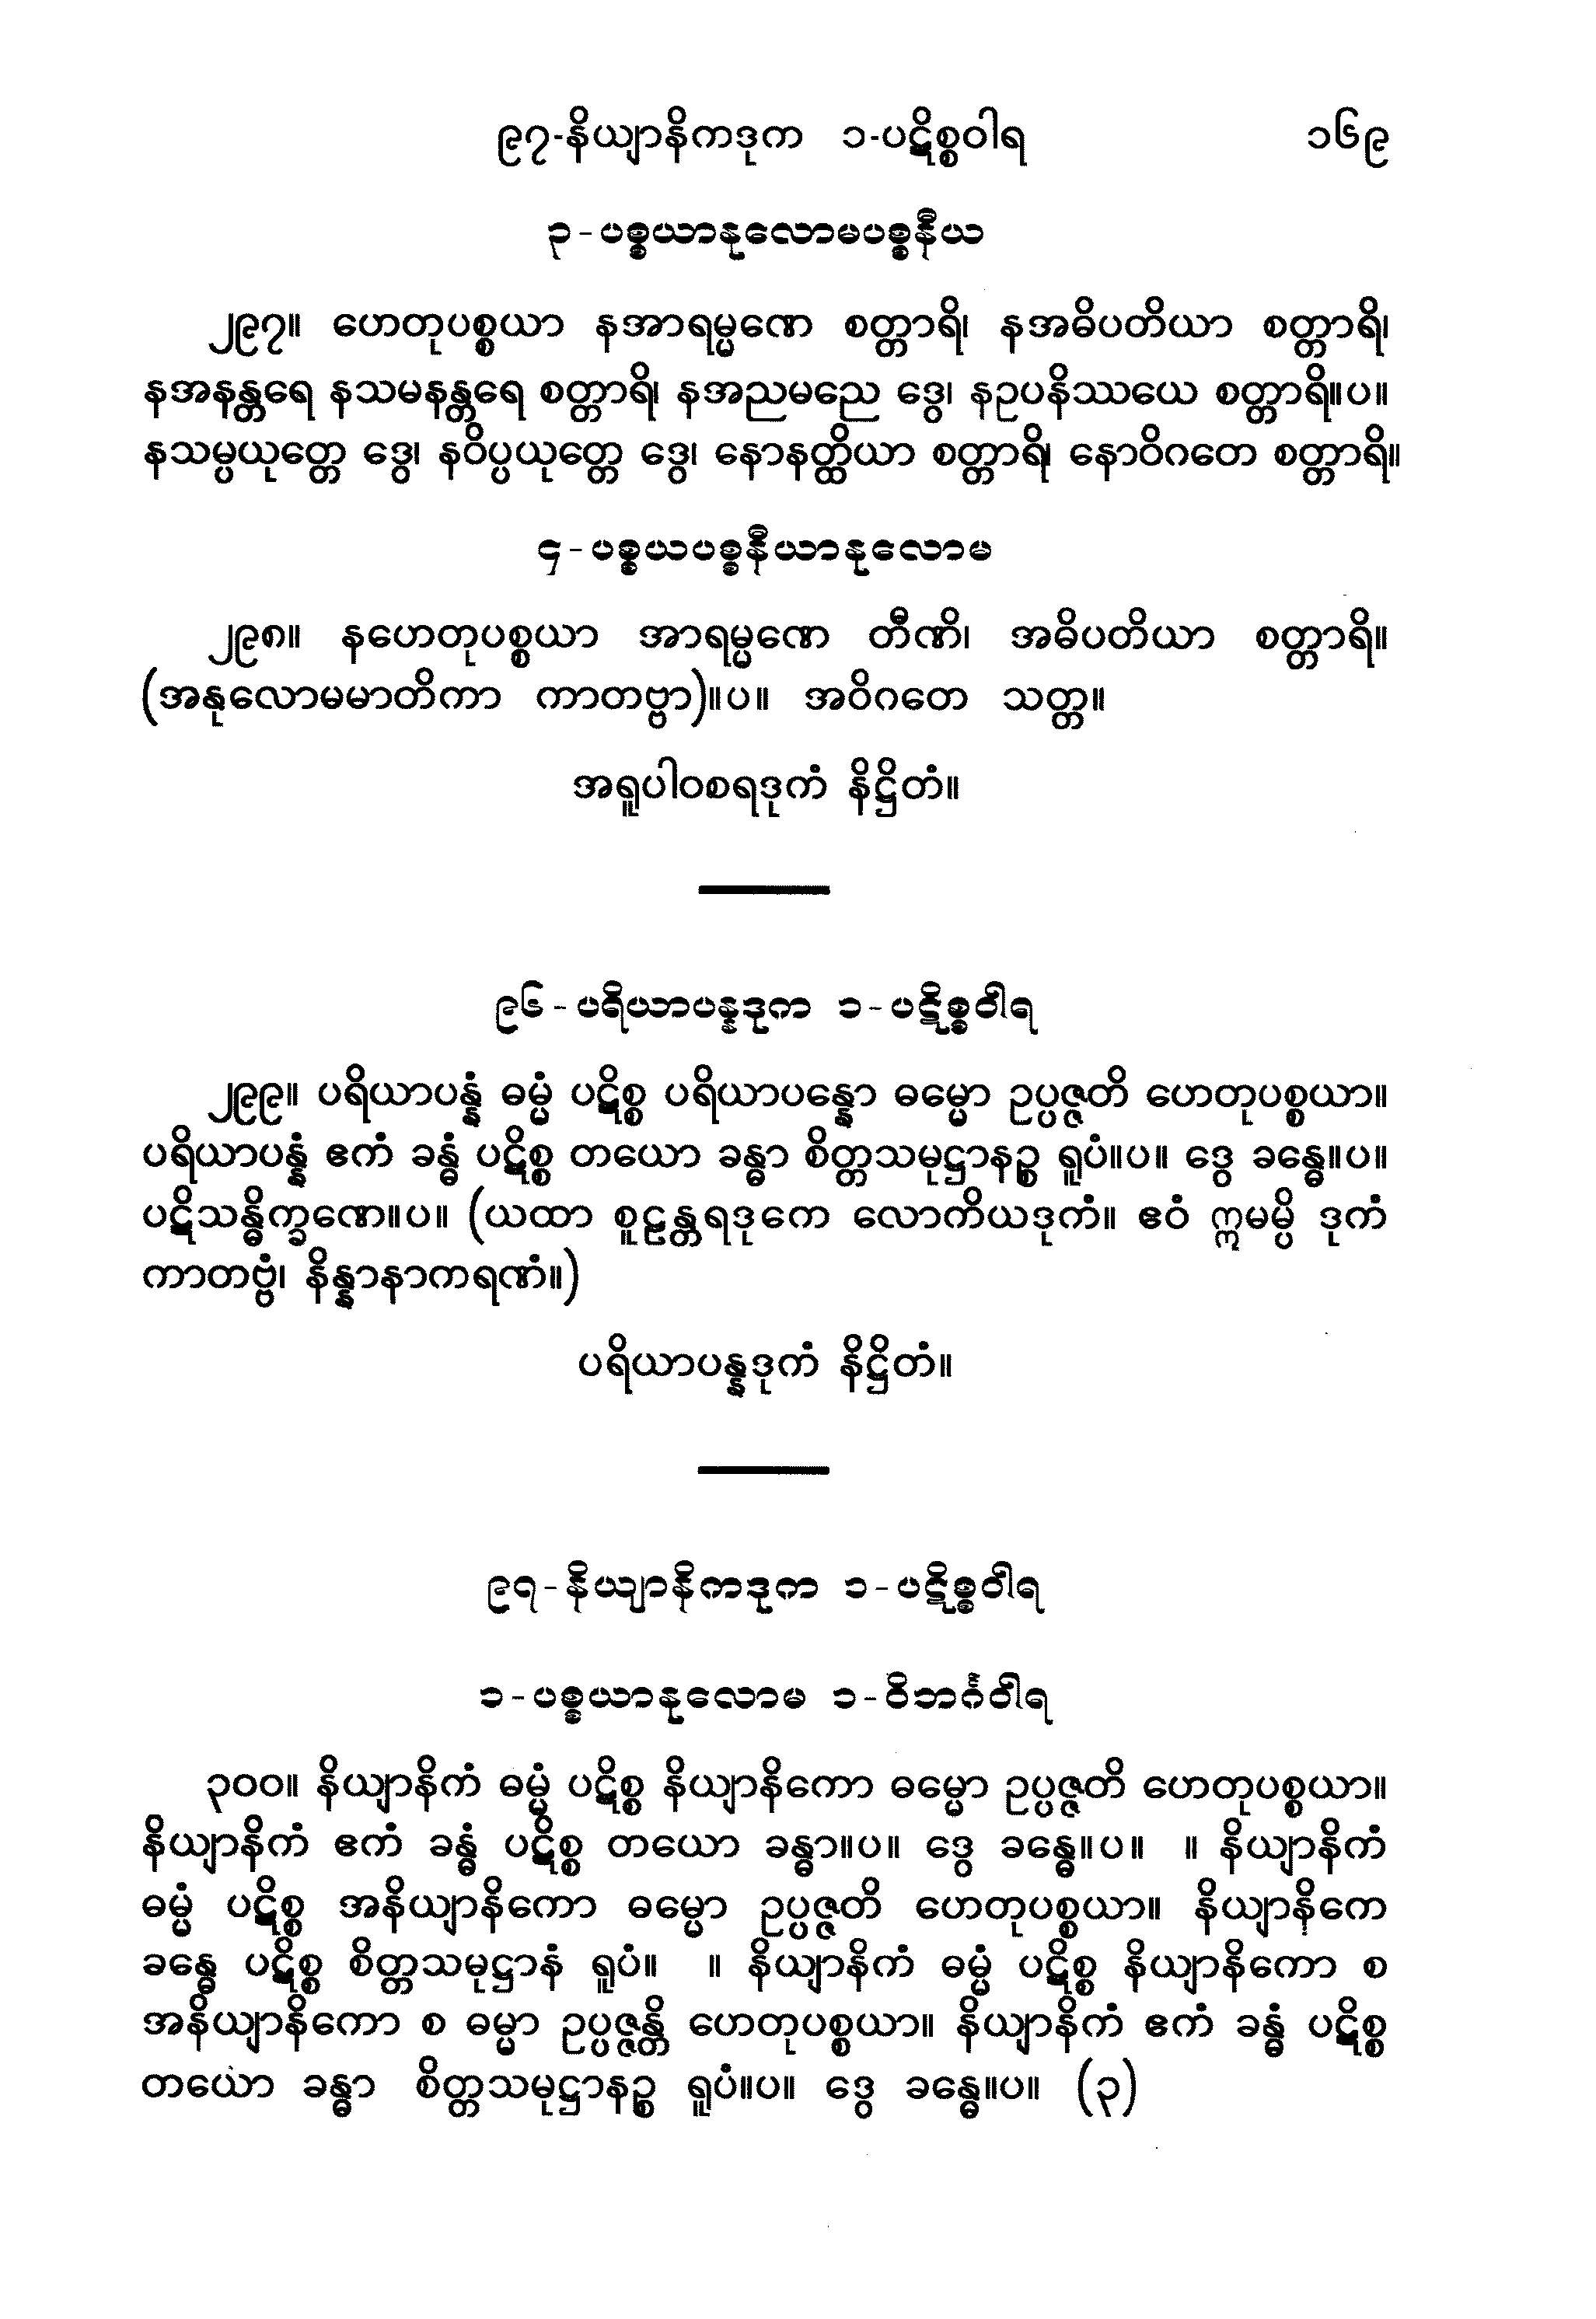 ၉၇-နိယျာနိကဒုက ၁-ပဋိစ္စဝါရ ၁၆၉
၃-ပစ္စယာနုလောမပစ္စနီယ
၂၉၇။ ဟေတုပစ္စယာ နအာရမ္မဏေ စတ္တာရိ၊ နအဓိပတိယာ စတ္တာရိ၊
နအနန္တရေ နသမနန္တရေ စတ္တာရိ၊ နအညမညေ ဒွေ၊ နဥပနိဿယေ စတ္တာရိ။ပ။
နသမ္ပယုတ္တေ ဒွေ၊ နဝိပ္ပယုတ္တေ ဒွေ၊ နောနတ္ထိယာ စတ္တာရိ၊ နောဝိဂတေ စတ္တာရိ။
၄-ပစ္စယပစ္စနီယာနုလောမ
၂၉၈။ နဟေတုပစ္စယာ အာရမ္မဏေ တီဏိ၊ အဓိပတိယာ စတ္တာရိ။
(အနုလောမမာတိကာ ကာတဗ္ဗာ)။ပ။ အဝိဂတေ သတ္တ။
အရူပါဝစရဒုကံ နိဋ္ဌိတံ။
၉၆-ပရိယာပန္နဒုက ၁-ပဋိစ္စဝါရ
၂၉၉။ ပရိယာပန္နံ ဓမ္မံ ပဋိစ္စ ပရိယာပန္နော ဓမ္မော ဥပ္ပဇ္ဇတိ ဟေတုပစ္စယာ။
ပရိယာပန္နံ ဧကံ ခန္ဓံ ပဋိစ္စ တယော ခန္ဓာ စိတ္တသမုဋ္ဌာနဉ္စ ရူပံ။ပ။ ဒွေ ခန္ဓေ။ပ။
ပဋိသန္ဓိက္ခဏေ။ပ။ (ယထာ စူဠန္တရဒုကေ လောကိယဒုကံ။ ဧဝံ ဣမမ္ပိ ဒုကံ
ကာတဗ္ဗံ၊ နိန္နာနာကရဏံ။)
ပရိယာပန္နဒုကံ နိဋ္ဌိတံ။
၉၇-နိယျာနိကဒုက ၁-ပဋိစ္စဝါရ
၁-ပစ္စယာနုလောမ ၁-ဝိဘင်္ဂဝါရ
၃၀၀။ နိယျာနိကံ ဓမ္မံ ပဋိစ္စ နိယျာနိကော ဓမ္မော ဥပ္ပဇ္ဇတိ ဟေတုပစ္စယာ။
နိယျာနိကံ ဧကံ ခန္ဓံ ပဋိစ္စ တယော ခန္ဓာ။ပ။ ဒွေ ခန္ဓေ။ပ။ ။ နိယျာနိကံ
ဓမ္မံ ပဋိစ္စ အနိယျာနိကော ဓမ္မော ဥပ္ပဇ္ဇတိ ဟေတုပစ္စယာ။ နိယျာနိကေ
ခန္ဓေ ပဋိစ္စ စိတ္တသမုဋ္ဌာနံ ရူပံ။ ။ နိယျာနိကံ ဓမ္မံ ပဋိစ္စ နိယျာနိကော စ
အနိယျာနိကော စ ဓမ္မာ ဥပ္ပဇ္ဇန္တိ ဟေတုပစ္စယာ။ နိယျာနိကံ ဧကံ ခန္ဓံ ပဋိစ္စ
တယော ခန္ဓာ စိတ္တသမုဋ္ဌာနဉ္စ ရူပံ။ပ။ ဒွေ ခန္ဓေ။ပ။ (၃)